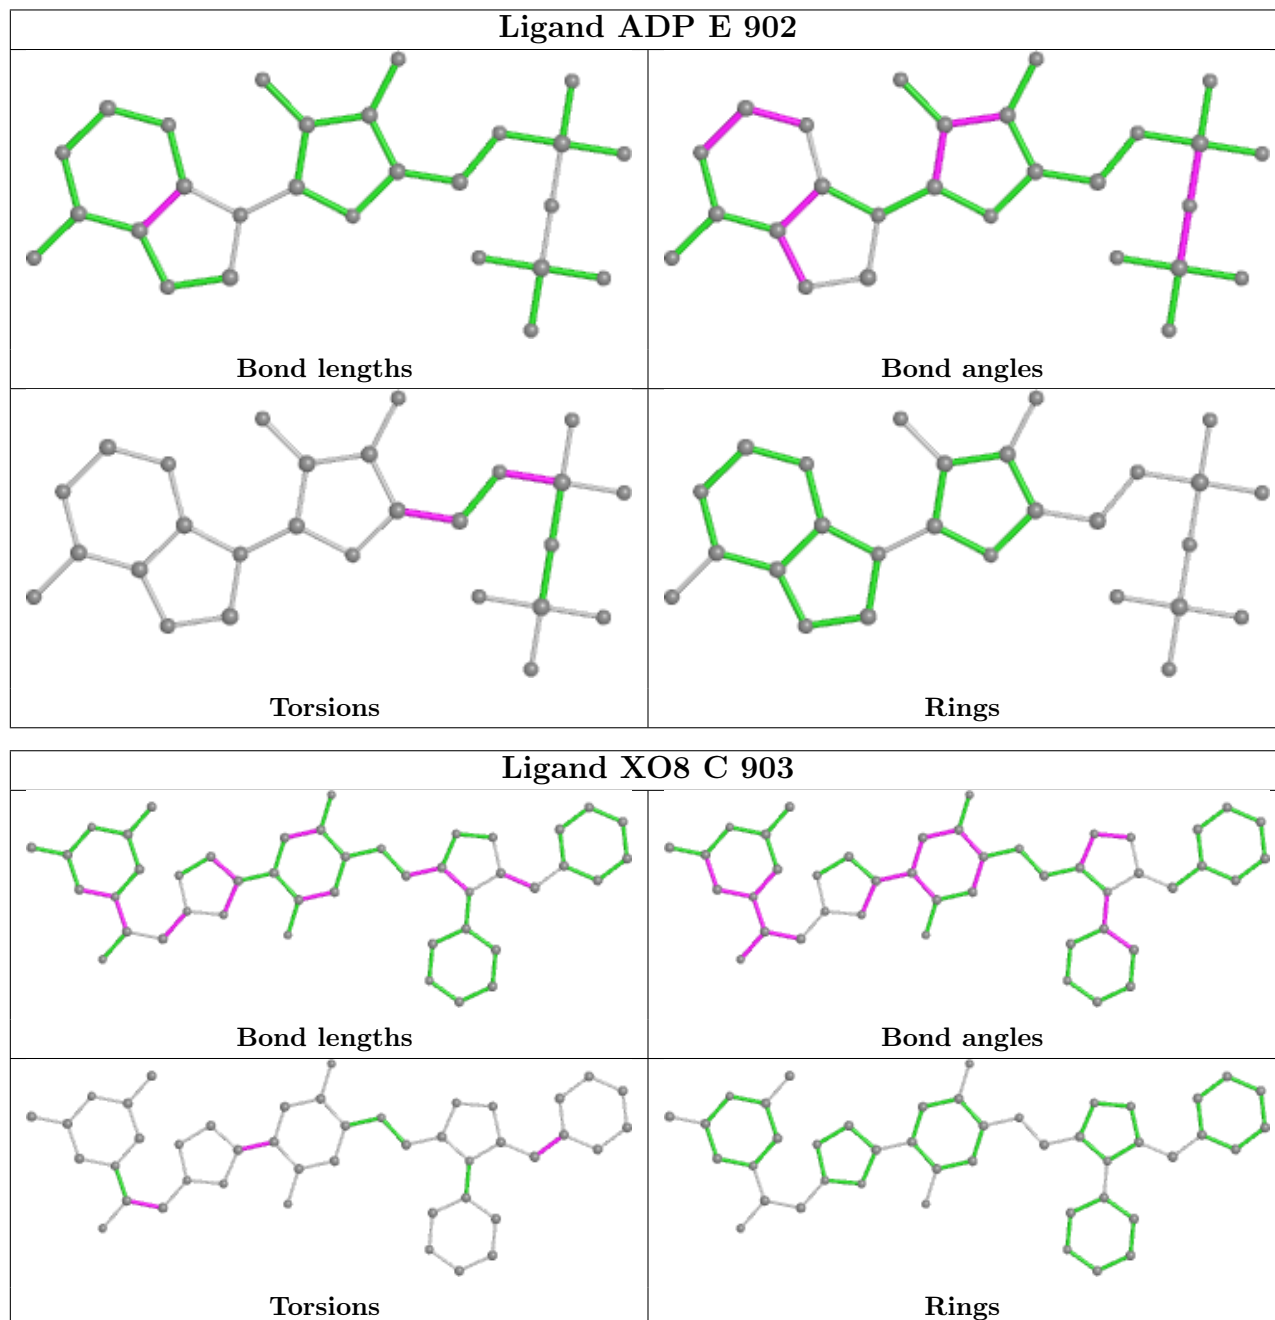 Ligand ADP E 902
Bond lengths
Bond angles
Torsions
Rings
Ligand XO8 C 903
Bond lengths
Bond angles
Torsions
Rings